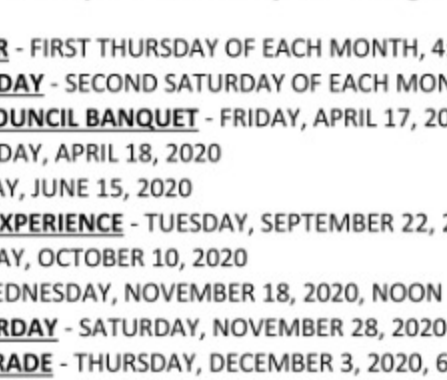 R - FIRST THURSDAY OF EACH MONTH, 4
DAY - SECOND SATURDAY OF EACH MON
OUNCIL BANQUET - FRIDAY, APRIL 17, 20
DAY, APRIL 18, 2020
AY, JUNE 15, 2020
XPERIENCE - TUESDAY, SEPTEMBER 22, 2
AY, OCTOBER 10, 2020
EDNESDAY, NOVEMBER 18, 2020, NOON
RDAY - SATURDAY, NOVEMBER 28, 2020
RADE - THURSDAY, DECEMBER 3, 2020, 6